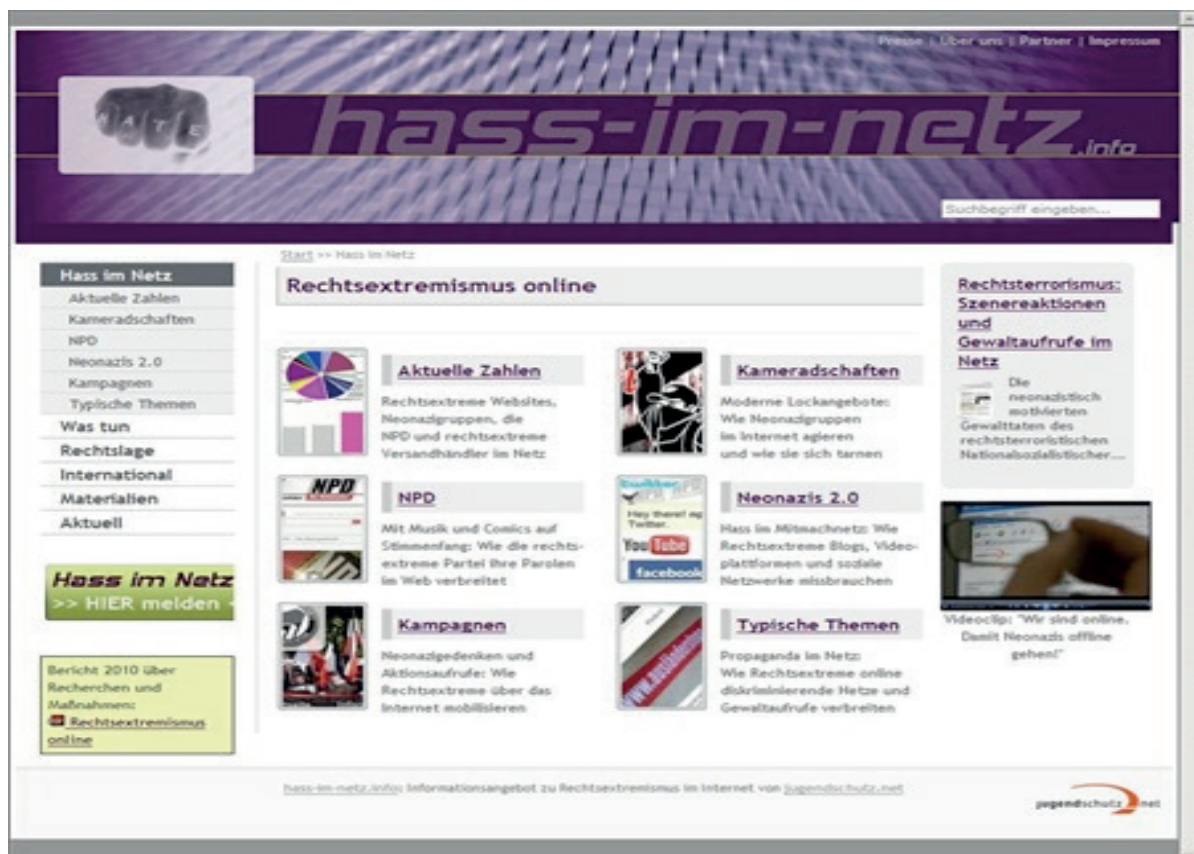 Presse | Über uns | Partner | Impressum
HATE
hass-im-netz.info
Suchbegriff eingeben...
Start >> Hass im Netz
Hass im Netz
Aktuelle Zahlen
Kameradschaften
NPD
Neonazis 2.0
Kampagnen
Typische Themen
Was tun
Rechtslage
International
Materialien
Aktuell
Hass im Netz
>> HIER melden <
Bericht 2010 über
Recherchen und
Maßnahmen:
Rechtsextremismus
online
Rechtsextremismus online
Aktuelle Zahlen
Rechtsextreme Websites,
Neonazigruppen, die
NPD und rechtsextreme
Versandhändler im Netz
Kameradschaften
Moderne Lockangebote:
Wie Neonazigruppen
im Internet agieren
und wie sie sich tarnen
NPD
NPD
Mit Musik und Comics auf
Stimmenfang: Wie die rechts-
extreme Partei ihre Parolen
im Web verbreitet
twitter
Hey there!
Twitter.
YouTube
facebook
Neonazis 2.0
Hass im Mitmachnetz: Wie
Rechtsextreme Blogs, Video-
plattformen und soziale
Netzwerke missbrauchen
Kampagnen
Neonazigedenken und
Aktionsaufrufe: Wie
Rechtsextreme über das
Internet mobilisieren
Typische Themen
Propaganda im Netz:
Wie Rechtsextreme online
diskriminierende Hetze und
Gewaltaufrufe verbreiten
Rechtsterrorismus:
Szenereaktionen
und
Gewaltaufrufe im
Netz
Die
neonazistisch
motivierten
Gewalttaten des
rechtsterroristischen
Nationalsozialistischer...
Videoclip: "Wir sind online.
Damit Neonazis offline
gehen!"
hass-im-netz.info: Informationsangebot zu Rechtsextremismus im Internet von jugendschutz.net
jugendschutz.net